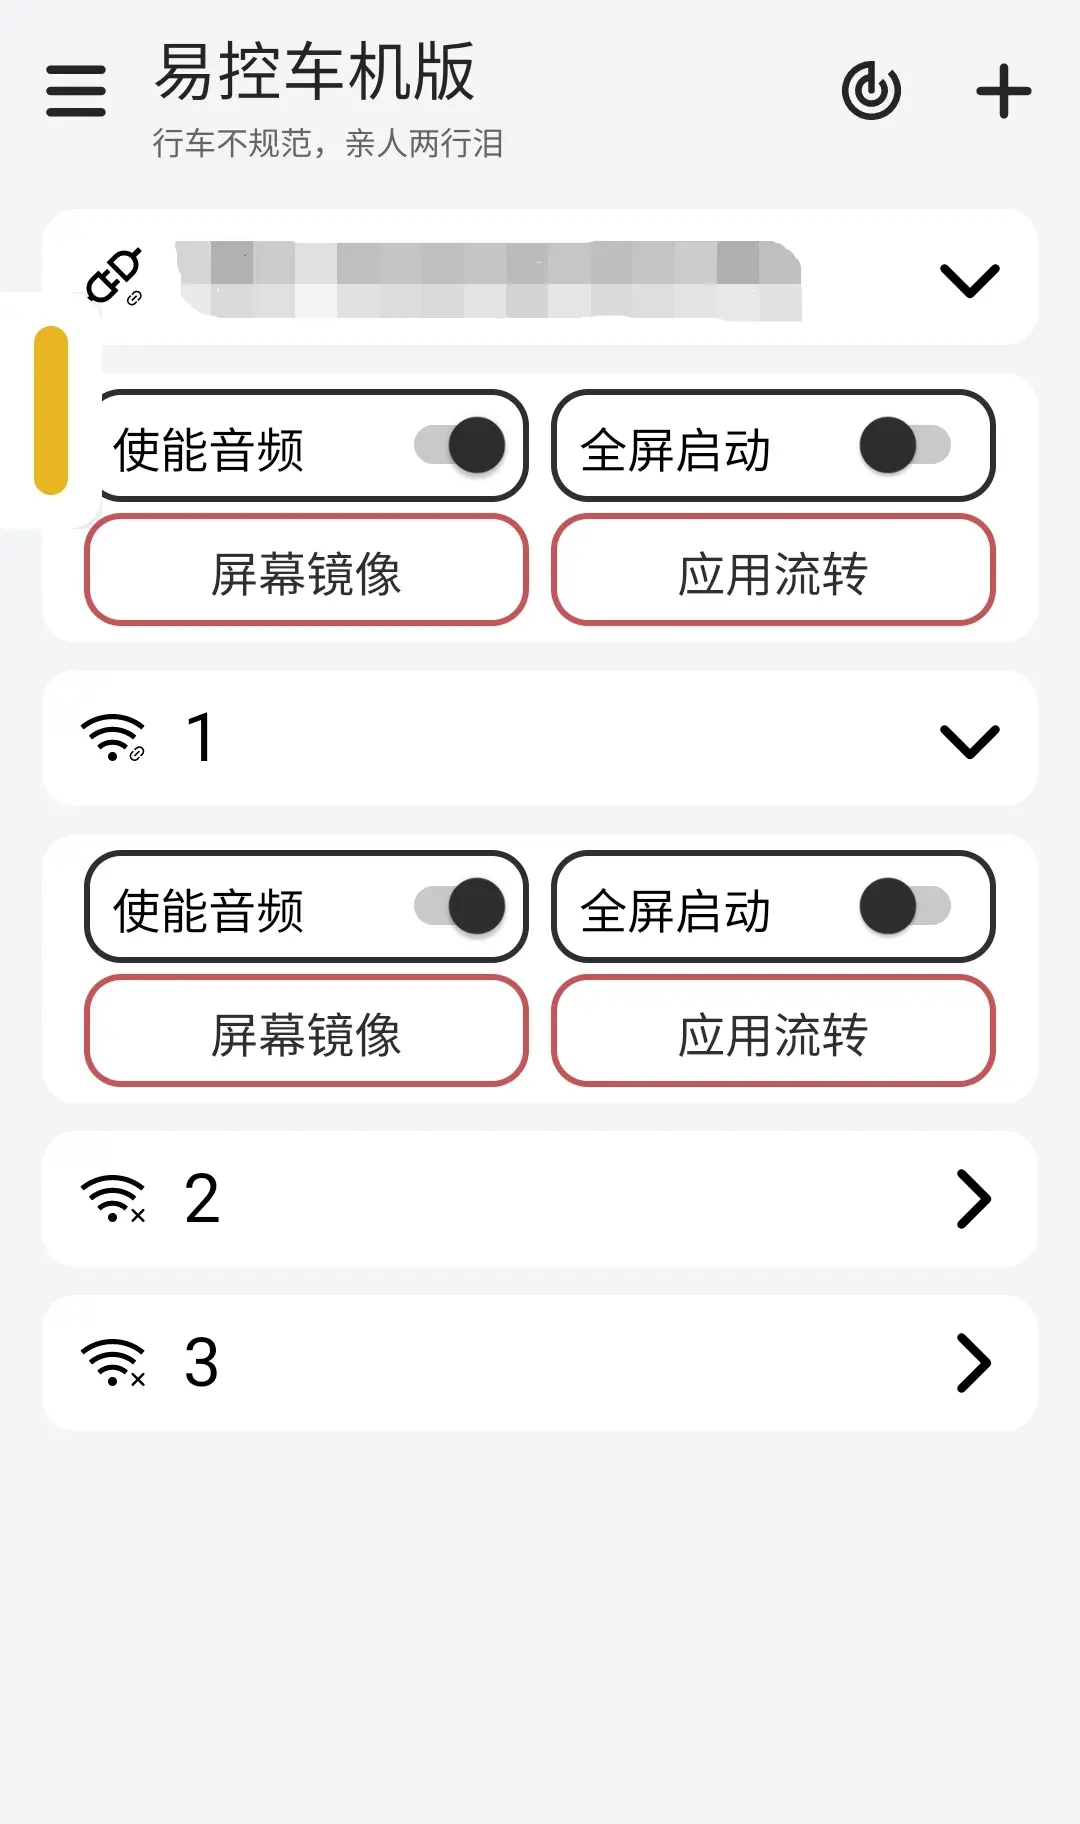 易控车机版
行车不规范，亲人两行泪
使能音频 全屏启动
屏幕镜像 应用流转
1
使能音频 全屏启动
屏幕镜像 应用流转
2
3